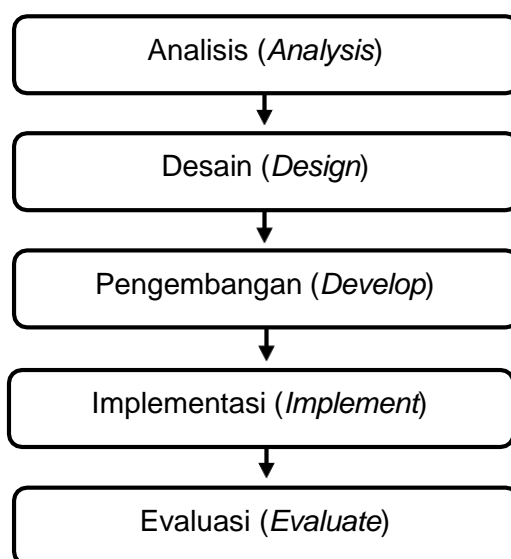 Analisis (Analysis)
Desain (Design)
Pengembangan (Develop)
Implementasi (Implement)
Evaluasi (Evaluate)